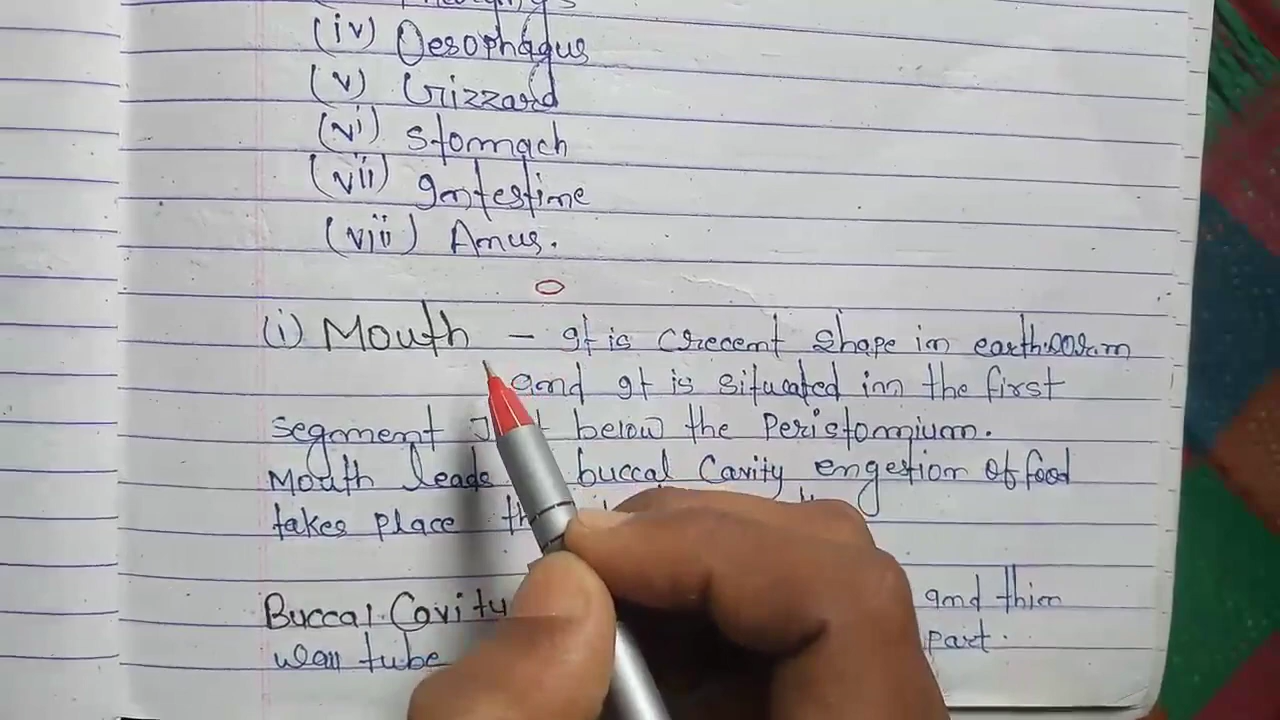 (iv) Oesophagus
(v) Gizzard
(vi) Stomach
(vii) Intestine
(viii) Anus.
(i) Mouth - It is crecent shape in earthworm
and It is situated inn the first
segment below the Peristomium.
Mouth leads buccal Cavity engestion of food
takes place
Buccal Cavity and thin
wall tube part.